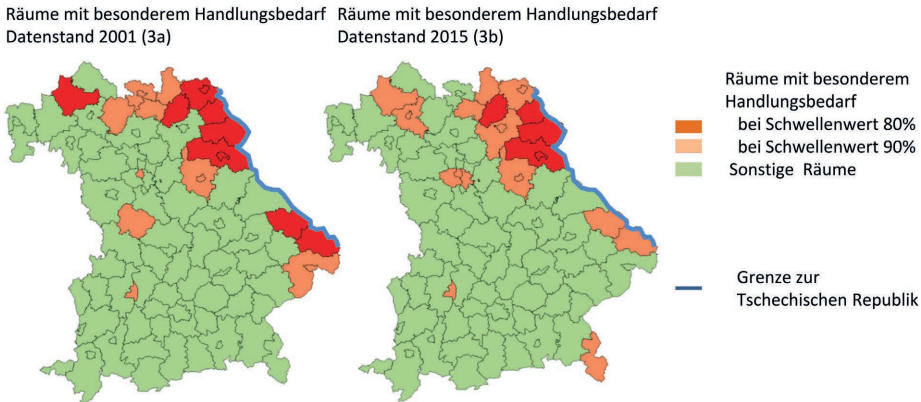 Räume mit besonderem Handlungsbedarf
Datenstand 2001 (3a)
Räume mit besonderem Handlungsbedarf
Datenstand 2015 (3b)
Räume mit besonderem
Handlungsbedarf
bei Schwellenwert 80%
bei Schwellenwert 90%
Sonstige Räume
Grenze zur
Tschechischen Republik